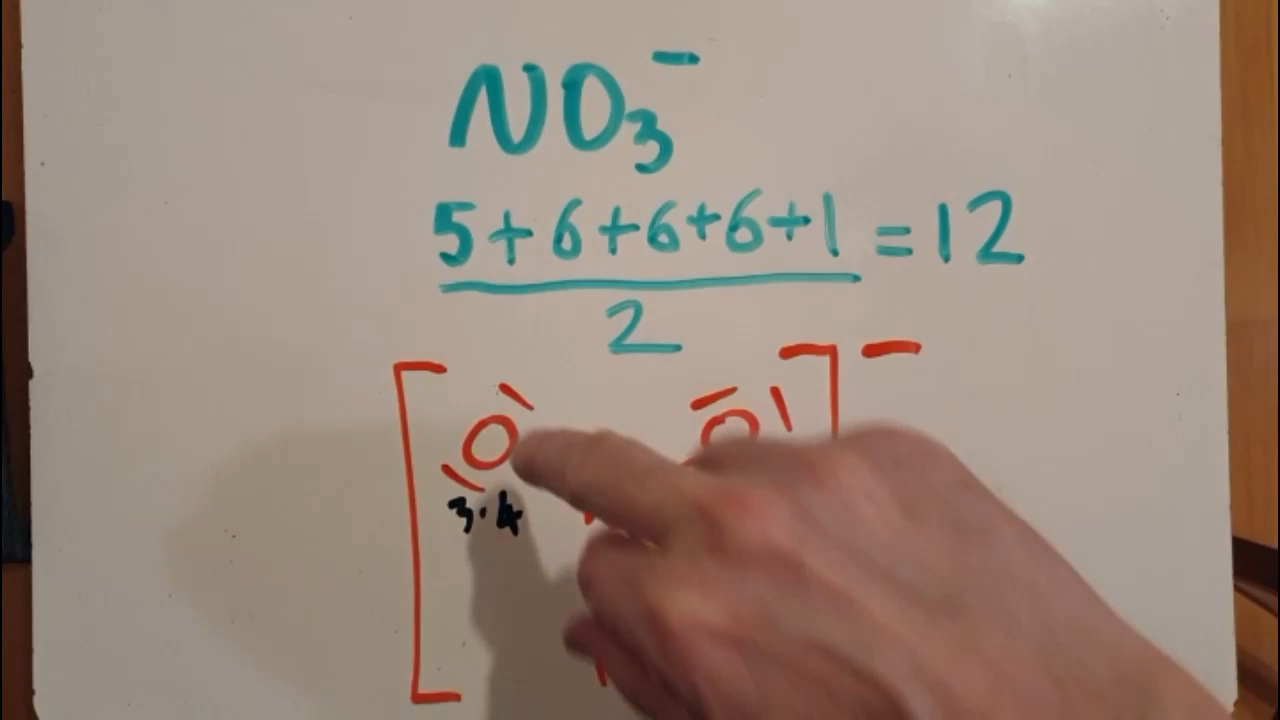 NO₃⁻
5+6+6+6+1 = 12
2
[ O O ] −
3.4